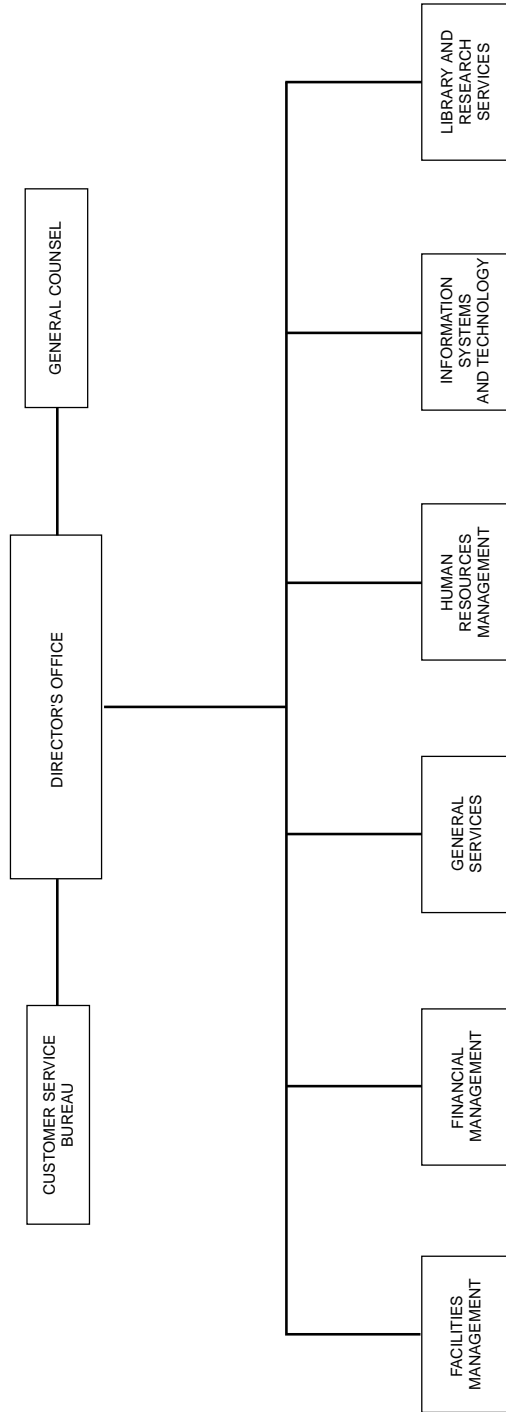 DIRECTOR'S OFFICE
CUSTOMER SERVICE
BUREAU
GENERAL COUNSEL
FACILITIES
MANAGEMENT
FINANCIAL
MANAGEMENT
GENERAL
SERVICES
HUMAN
RESOURCES
MANAGEMENT
INFORMATION
SYSTEMS
AND TECHNOLOGY
LIBRARY AND
RESEARCH
SERVICES